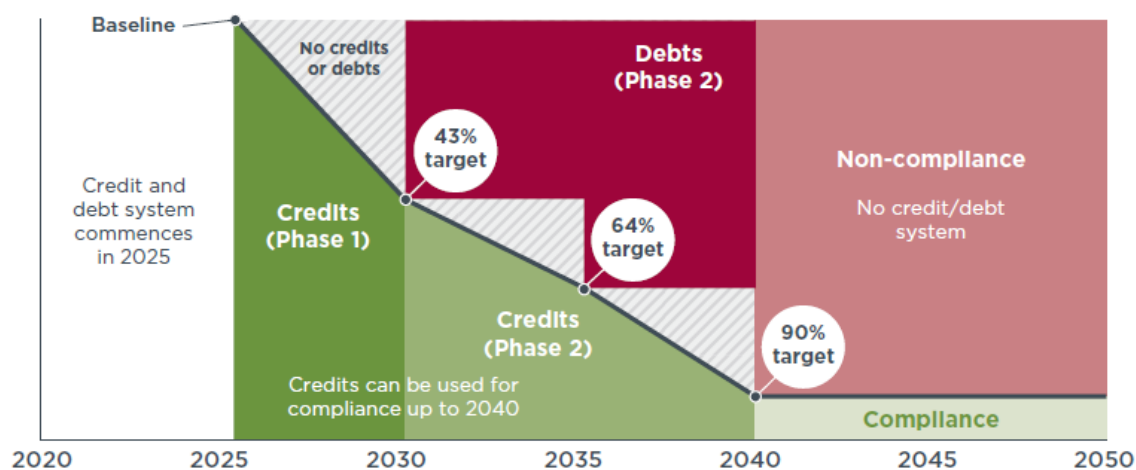 Baseline
No credits
or debts
Debts
(Phase 2)
43%
target
Non-compliance
No credit/debt
system
Credit and
debt system
commences
in 2025
Credits
(Phase 1)
64%
target
Credits
(Phase 2)
90%
target
Credits can be used for
compliance up to 2040
Compliance
2020 2025 2030 2035 2040 2045 2050